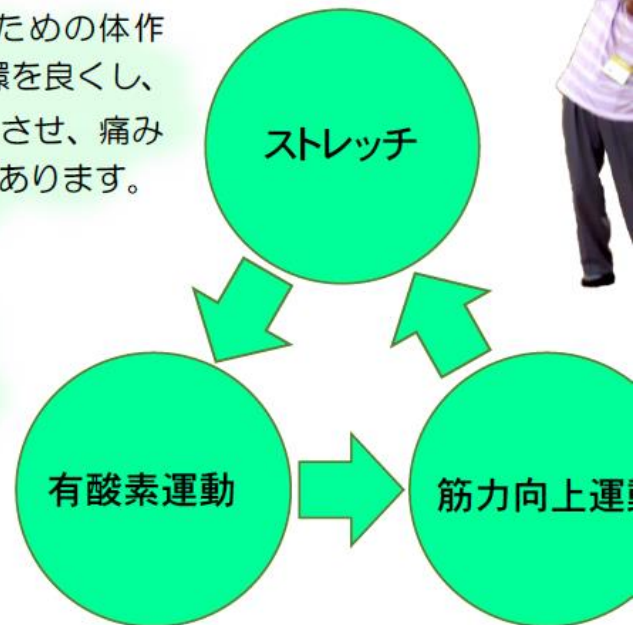 ための体作
環を良くし、
させ、痛み
あります。
ストレッチ
有酸素運動
筋力向上運動